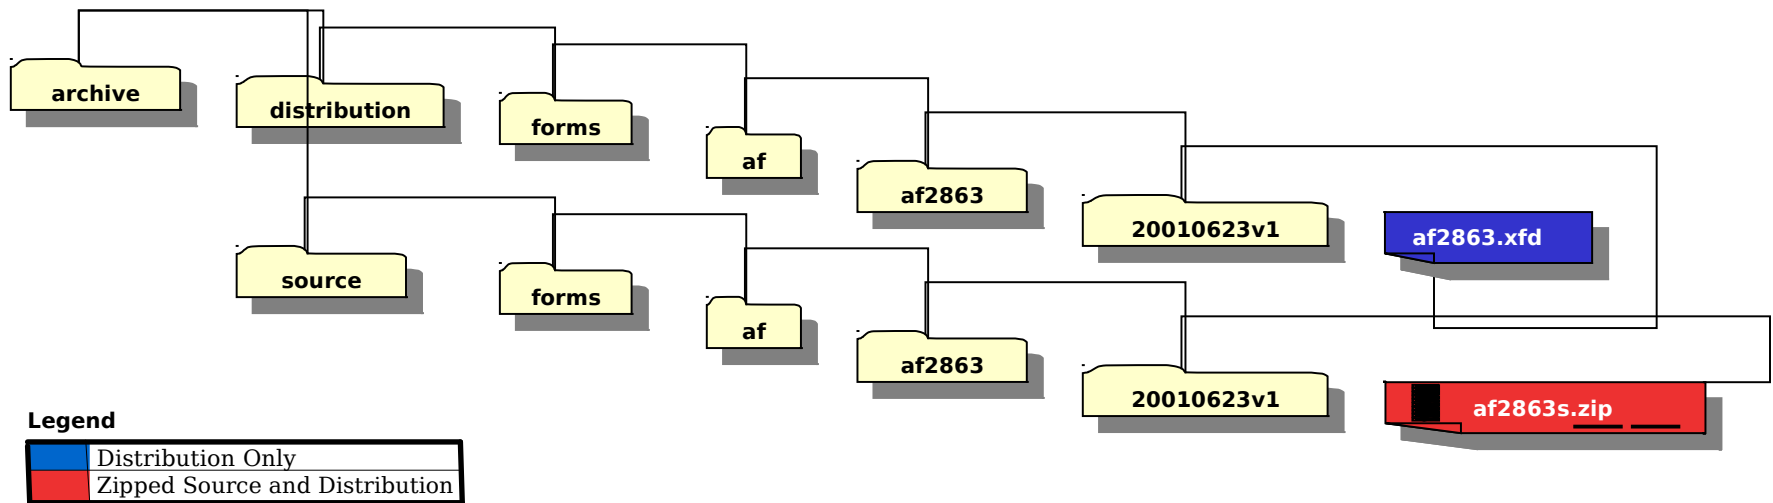 archive
distribution
forms
af
af2863
20010623v1
af2863.xfd
source
forms
af
af2863
20010623v1
af2863s.zip
Legend
Distribution Only
Zipped Source and Distribution